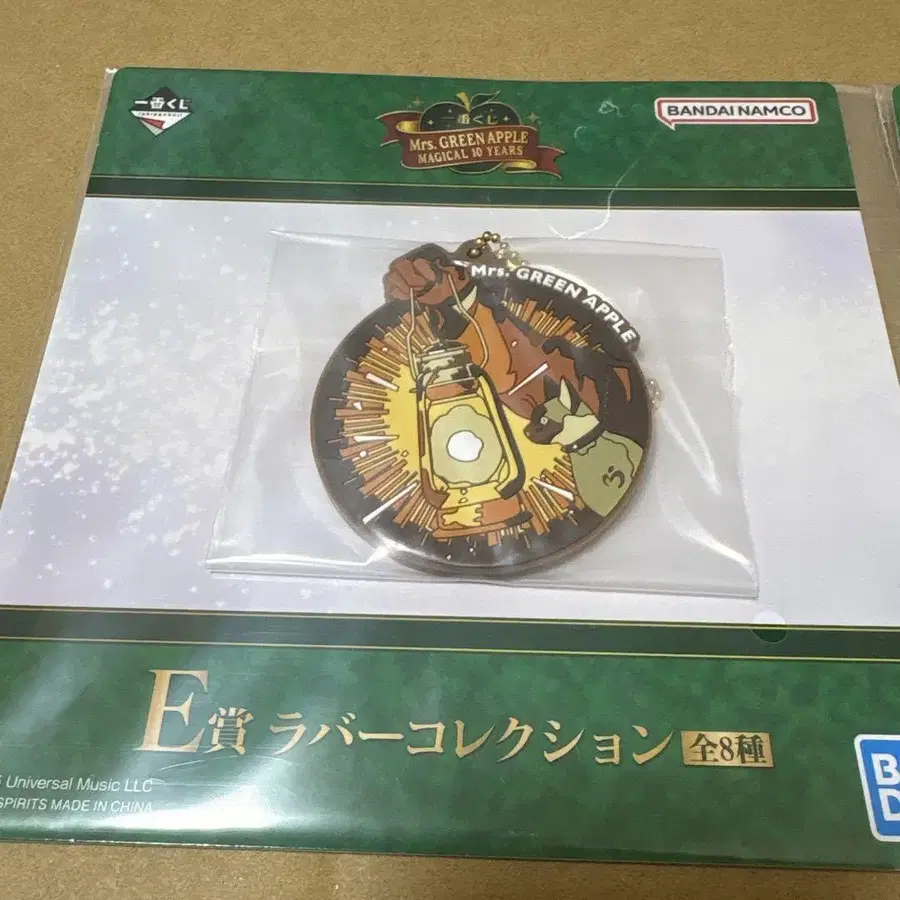 一番くじ
一番くじ
Mrs. GREEN APPLE
MAGICAL 10 YEARS
BANDAI NAMCO
Mrs. GREEN APPLE
E賞 ラバーコレクション 全8種
Universal Music LLC
SPIRITS MADE IN CHINA
B